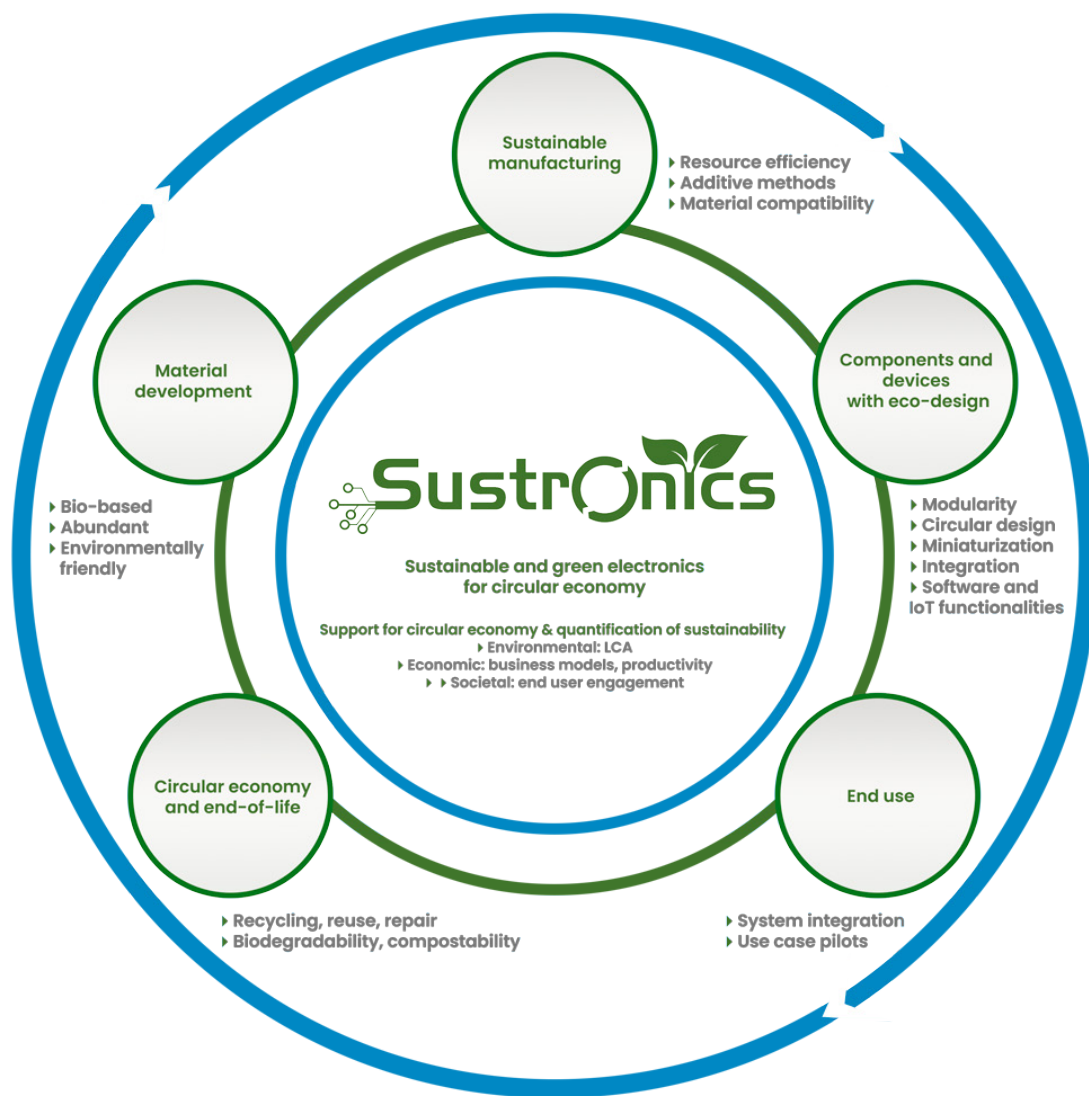 Sustainable
manufacturing
Resource efficiency
Additive methods
Material compatibility
Material
development
Bio-based
Abundant
Environmentally
friendly
Components and
devices
with eco-design
Modularity
Circular design
Miniaturization
Integration
Software and
IoT functionalities
Sustronics
Sustainable and green electronics
for circular economy
Support for circular economy & quantification of sustainability
Environmental: LCA
Economic: business models, productivity
Societal: end user engagement
Circular economy
and end-of-life
Recycling, reuse, repair
Biodegradability, compostability
End use
System integration
Use case pilots